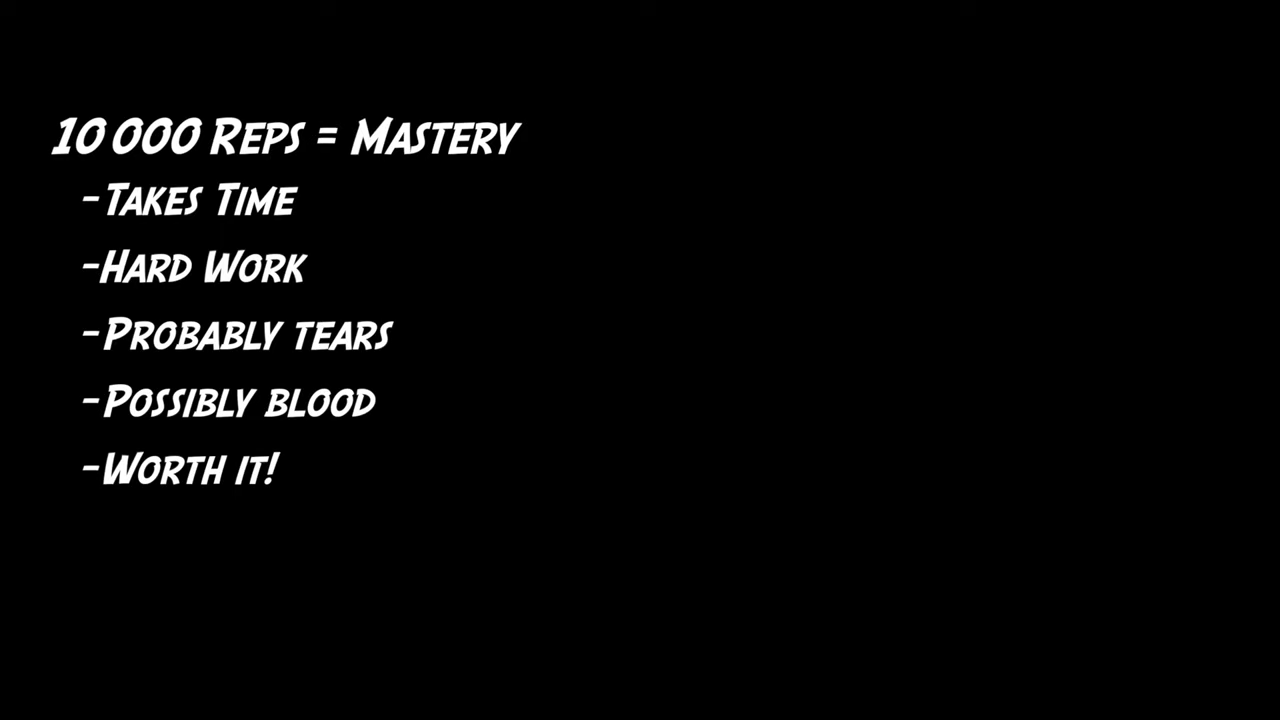 10 000 Reps = Mastery
-Takes Time
-Hard Work
-Probably tears
-Possibly blood
-Worth it!